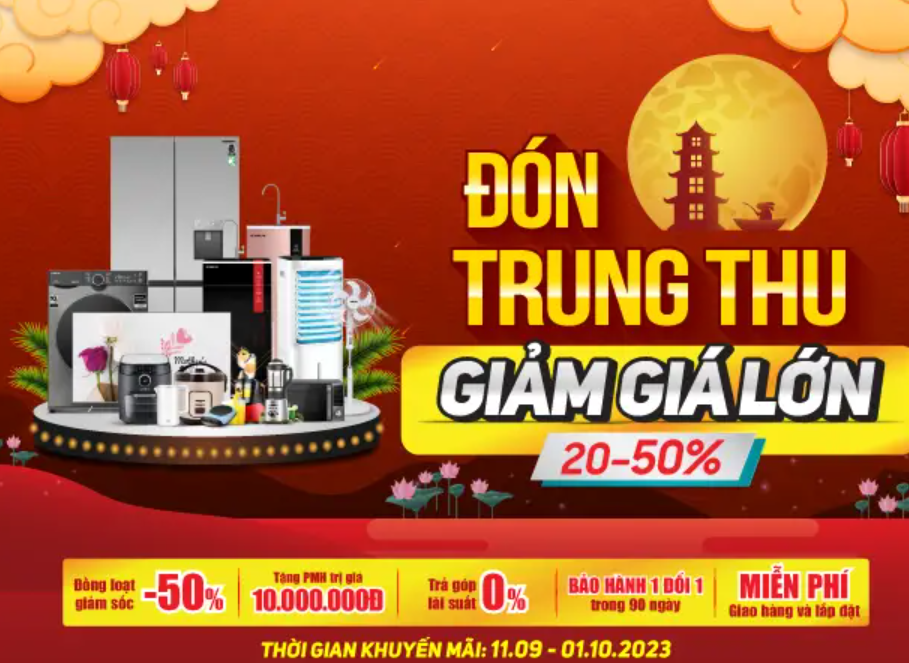 ĐÓN
TRUNG THU
GIẢM GIÁ LỚN
20-50%
Đồng loạt
giảm sốc -50%
Tặng PMH trị giá
10.000.000Đ
Trả góp
lãi suất 0%
BẢO HÀNH 1 ĐỔI 1
trong 90 ngày
MIỄN PHÍ
Giao hàng và lắp đặt
THỜI GIAN KHUYẾN MÃI: 11.09 - 01.10.2023